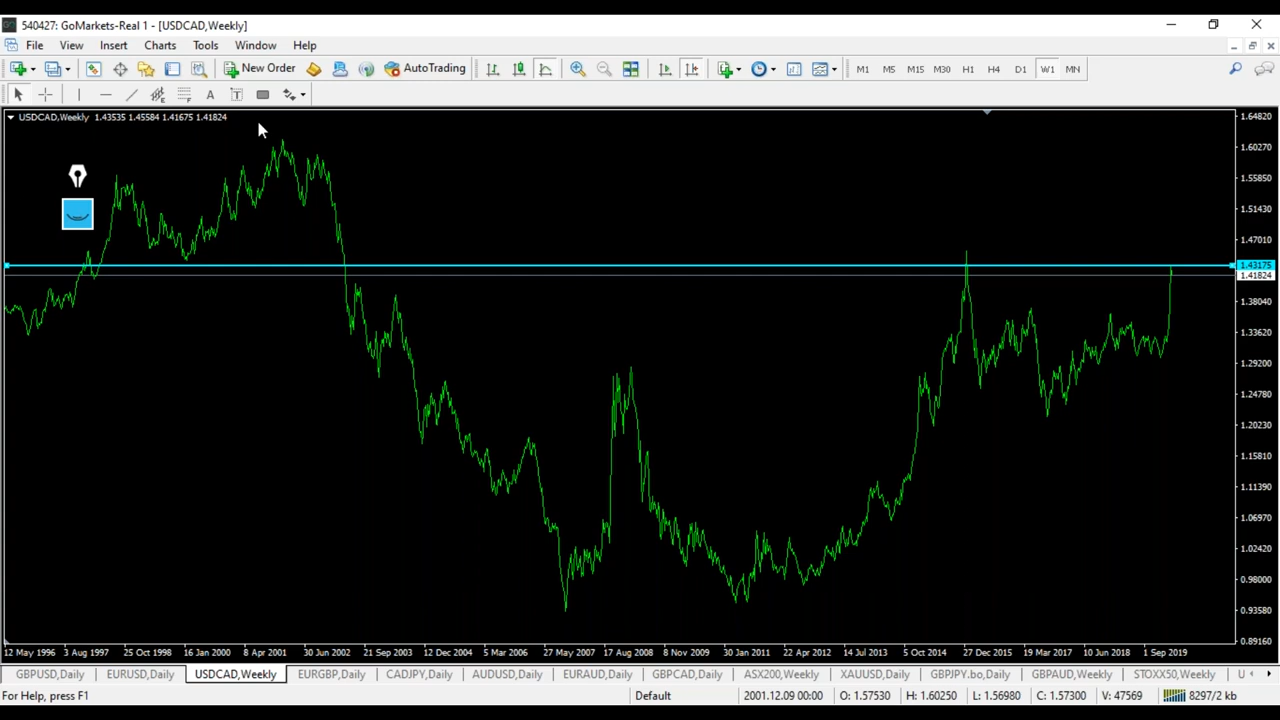 540427: GoMarkets-Real 1 - [USDCAD,Weekly]
File View Insert Charts Tools Window Help
New Order AutoTrading M1 M5 M15 M30 H1 H4 D1 W1 MN
USDCAD,Weekly 1.43535 1.45584 1.41675 1.41824
1.64820
1.60270
1.55850
1.51430
1.47010
1.43175
1.41824
1.38040
1.33620
1.29200
1.24780
1.20230
1.15810
1.11390
1.06970
1.02420
0.98000
0.93580
0.89160
12 May 1996 3 Aug 1997 25 Oct 1998 16 Jan 2000 8 Apr 2001 30 Jun 2002 21 Sep 2003 12 Dec 2004 5 Mar 2006 27 May 2007 17 Aug 2008 8 Nov 2009 30 Jan 2011 22 Apr 2012 14 Jul 2013 5 Oct 2014 27 Dec 2015 19 Mar 2017 10 Jun 2018 1 Sep 2019
GBPUSD,Daily EURUSD,Daily USDCAD,Weekly EURGBP,Daily CADJPY,Daily AUDUSD,Daily EURAUD,Daily GBPCAD,Daily ASX200,Weekly XAUUSD,Daily GBPJPY.bo,Daily GBPAUD,Weekly STOXX50,Weekly U
For Help, press F1 Default 2001.12.09 00:00 O: 1.57530 H: 1.60250 L: 1.56980 C: 1.57300 V: 47569 8297/2 kb